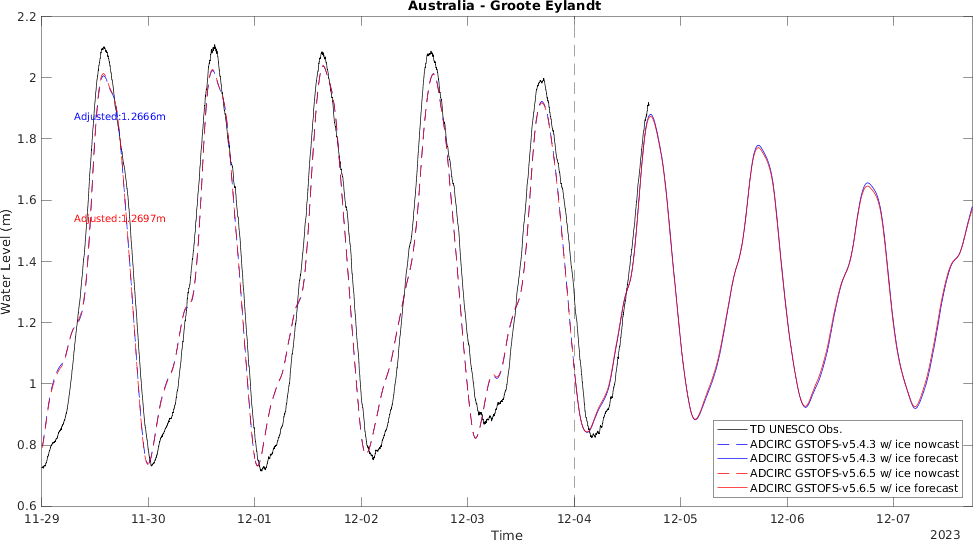 Australia - Groote Eylandt
2.2
2
1.8
1.6
1.4
1.2
1
0.8
0.6
Water Level (m)
Adjusted:1.2666m
Adjusted:1.2697m
TD UNESCO Obs.
ADCIRC GSTOFS-v5.4.3 w/ ice nowcast
ADCIRC GSTOFS-v5.4.3 w/ ice forecast
ADCIRC GSTOFS-v5.6.5 w/ ice nowcast
ADCIRC GSTOFS-v5.6.5 w/ ice forecast
11-29 11-30 12-01 12-02 12-03 12-04 12-05 12-06 12-07
Time
2023